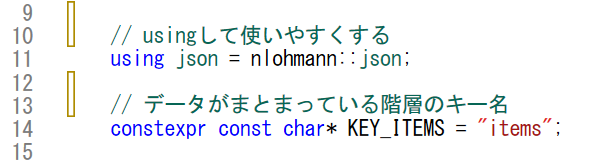 9
10 // usingして使いやすくする
11 using json = nlohmann::json;
12
13 // データがまとまっている階層のキー名
14 constexpr const char* KEY_ITEMS = "items";
15